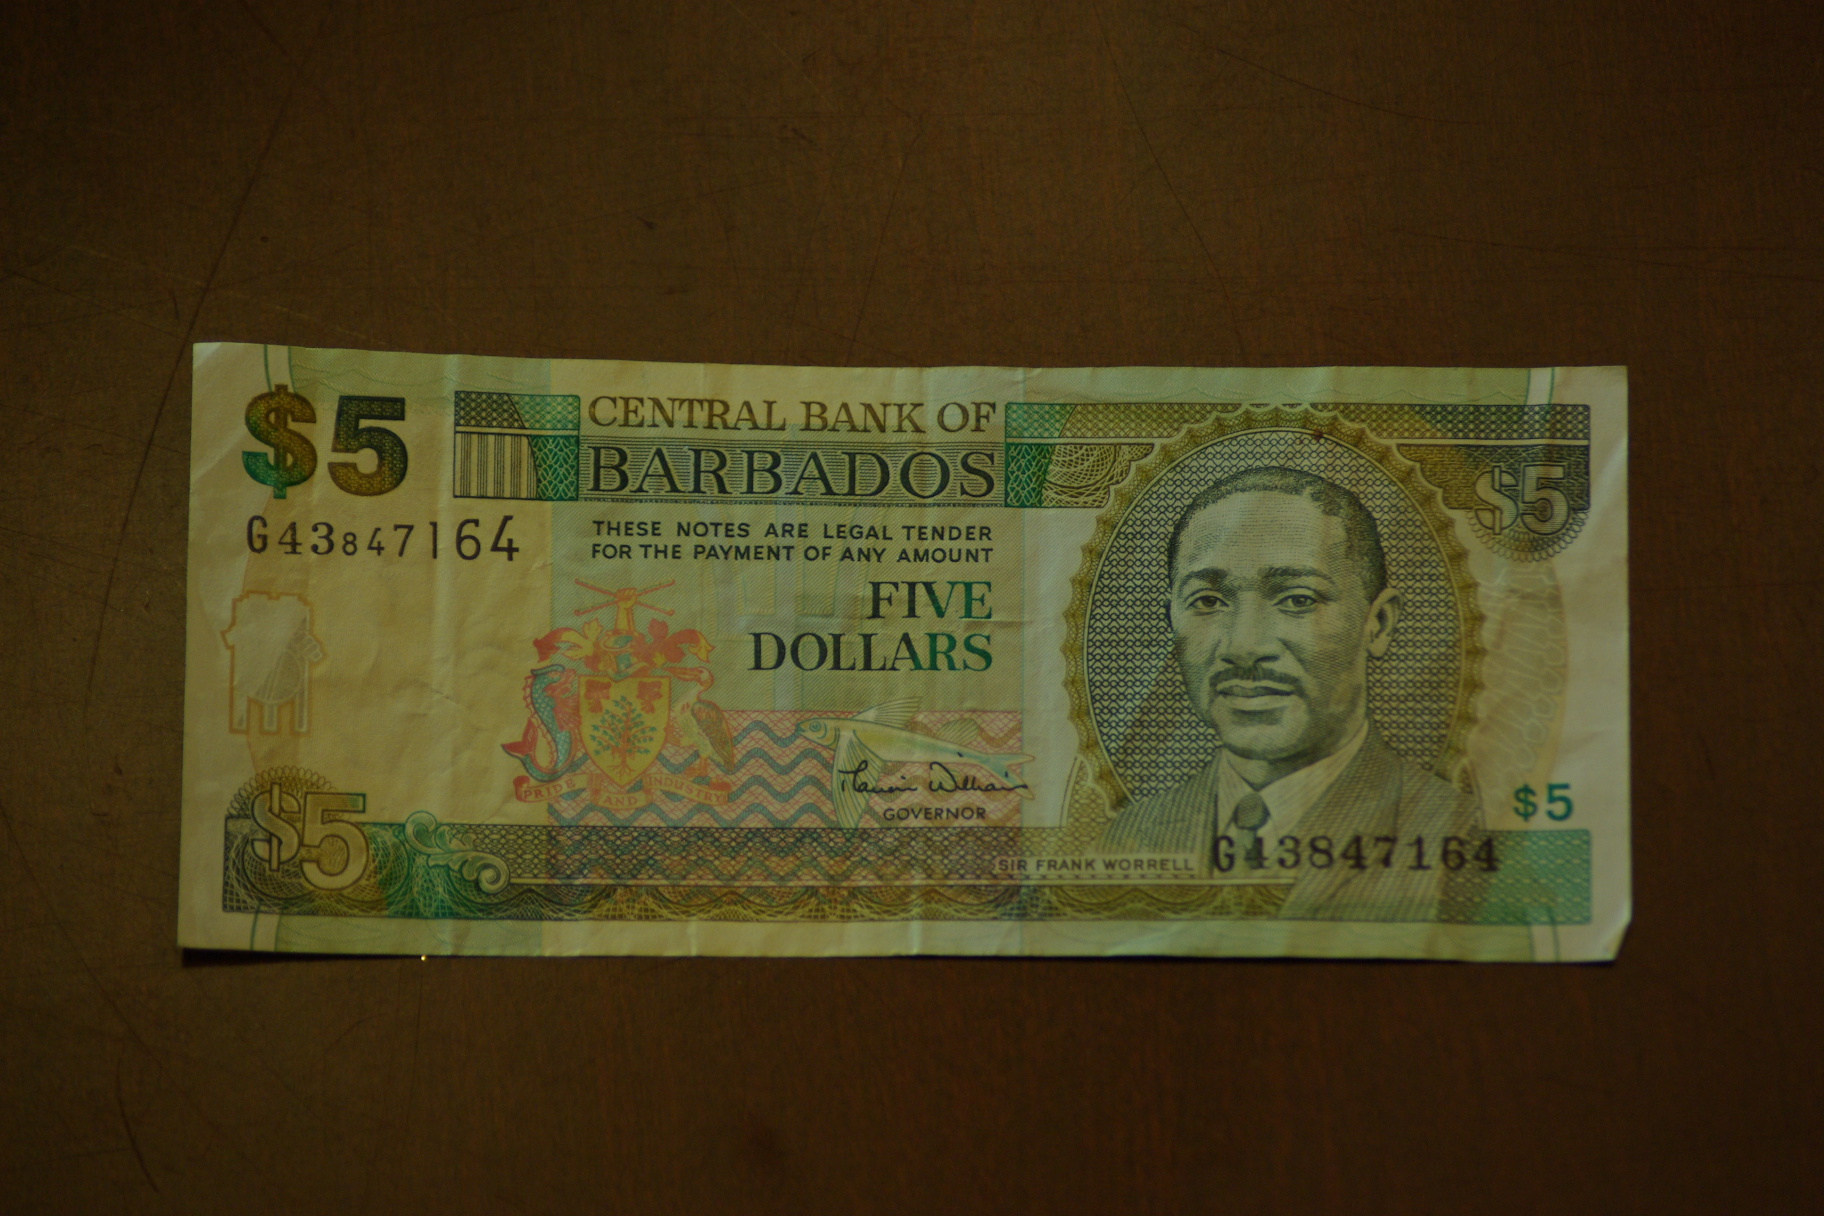 $5
CENTRAL BANK OF
BARBADOS
$5
G43847164
THESE NOTES ARE LEGAL TENDER
FOR THE PAYMENT OF ANY AMOUNT
FIVE
DOLLARS
PRIDE AND INDUSTRY
GOVERNOR
$5
$5
SIR FRANK WORRELL
G43847164